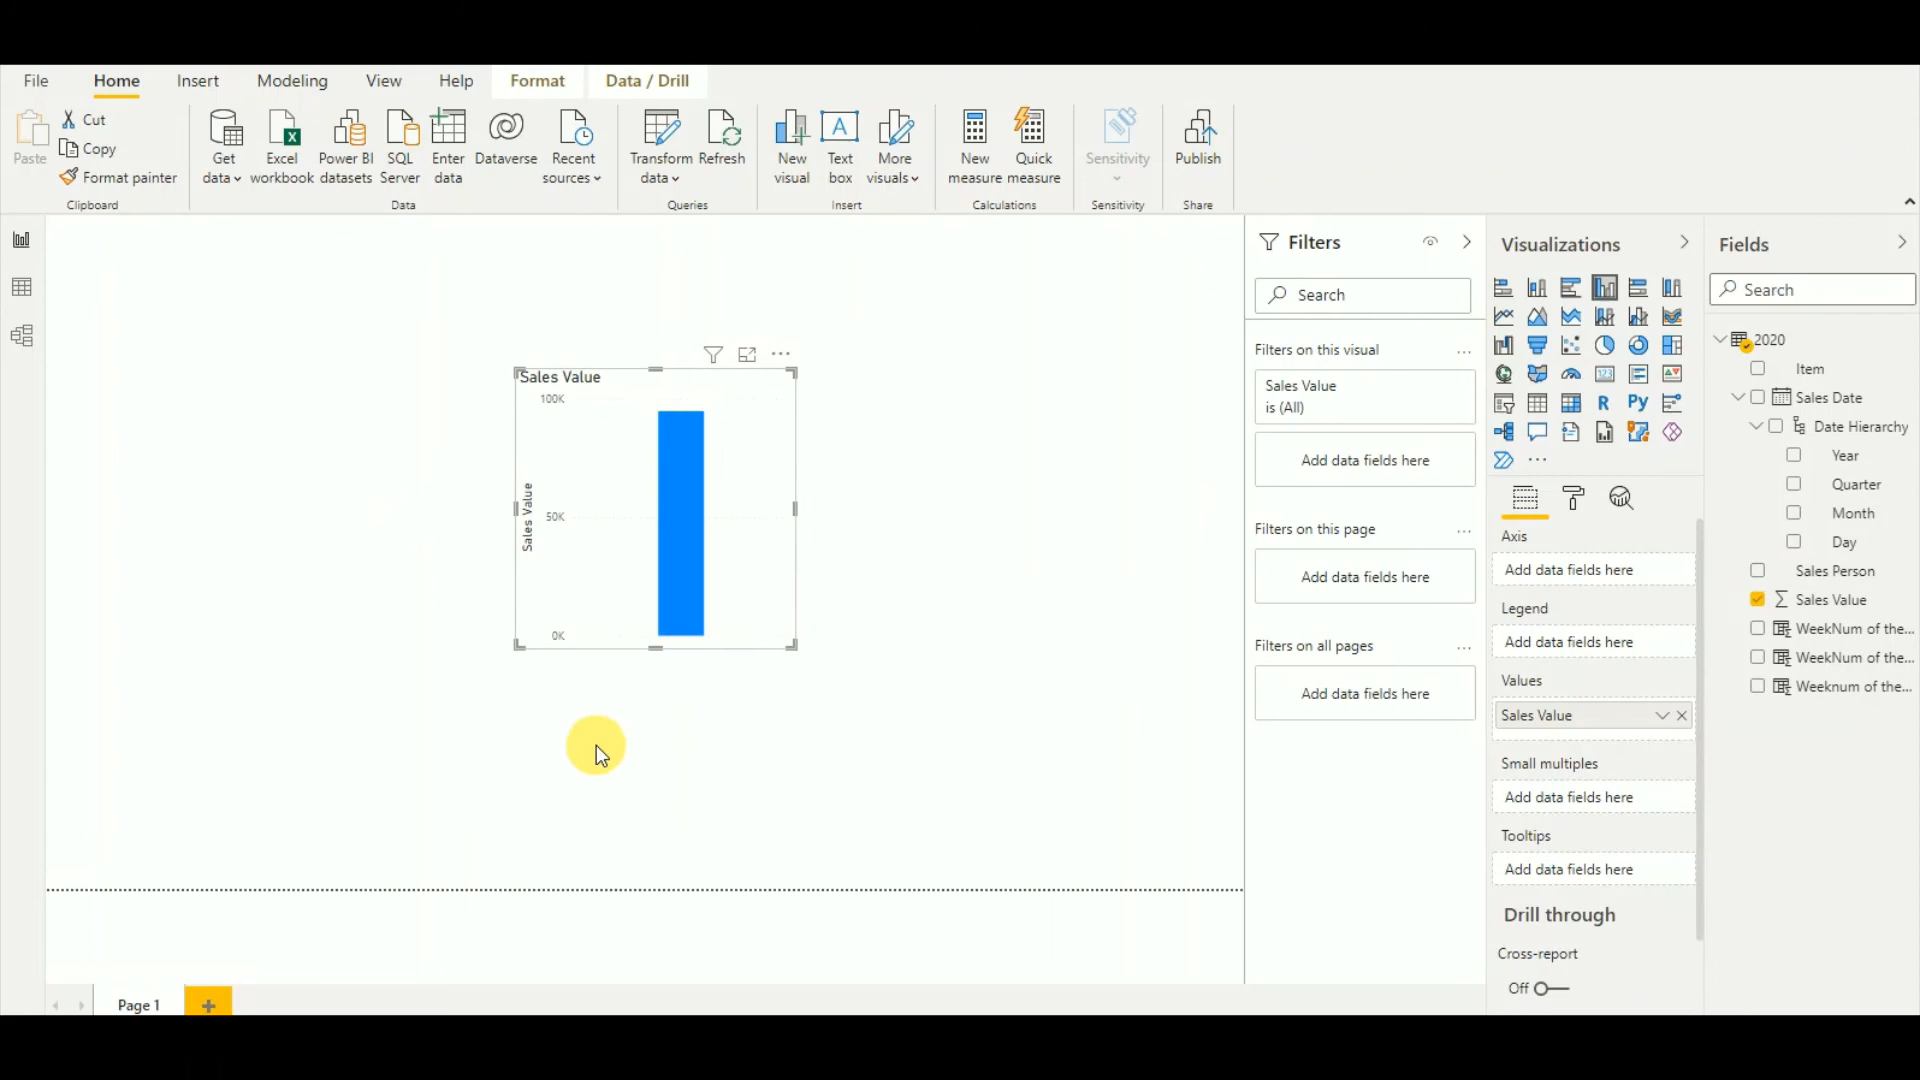 File Home Insert Modeling View Help Format Data / Drill
Paste
Cut
Copy
Format painter
Clipboard
Get data
Excel workbook
Power BI datasets
SQL Server
Enter data
Dataverse
Recent sources
Data
Transform data
Refresh
Queries
New visual
Text box
More visuals
Insert
New measure
Quick measure
Calculations
Sensitivity
Sensitivity
Publish
Share
Sales Value
100K
50K
0K
Sales Value
Page 1
Filters
Search
Filters on this visual
Sales Value
is (All)
Add data fields here
Filters on this page
Add data fields here
Filters on all pages
Add data fields here
Visualizations
R
Py
123
Axis
Add data fields here
Legend
Add data fields here
Values
Sales Value
Small multiples
Add data fields here
Tooltips
Add data fields here
Drill through
Cross-report
Off
Fields
Search
2020
Item
Sales Date
Date Hierarchy
Year
Quarter
Month
Day
Sales Person
Sales Value
WeekNum of the...
WeekNum of the...
Weeknum of the...